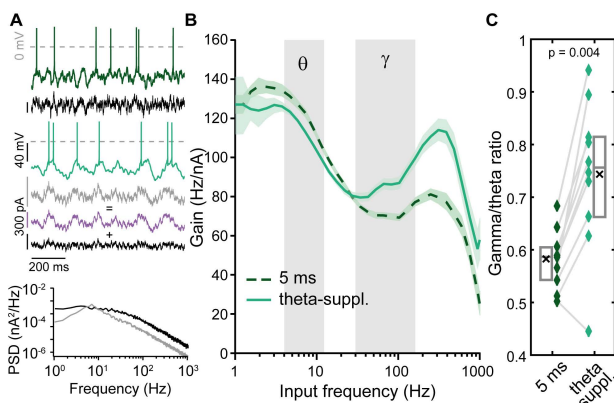 A
0 mV
40 mV
300 pA
=
+
200 ms
PSD (nA²/Hz)
10⁻²
10⁻⁴
10⁻⁶
10⁰ 10¹ 10² 10³
Frequency (Hz)
B
160
140
120
100
80
60
40
20
0
Gain (Hz/nA)
θ
γ
5 ms
theta-suppl.
1 10 100 1000
Input frequency (Hz)
C
p = 0.004
1
0.9
0.8
0.7
0.6
0.5
0.4
Gamma/theta ratio
5 ms
theta
suppl.